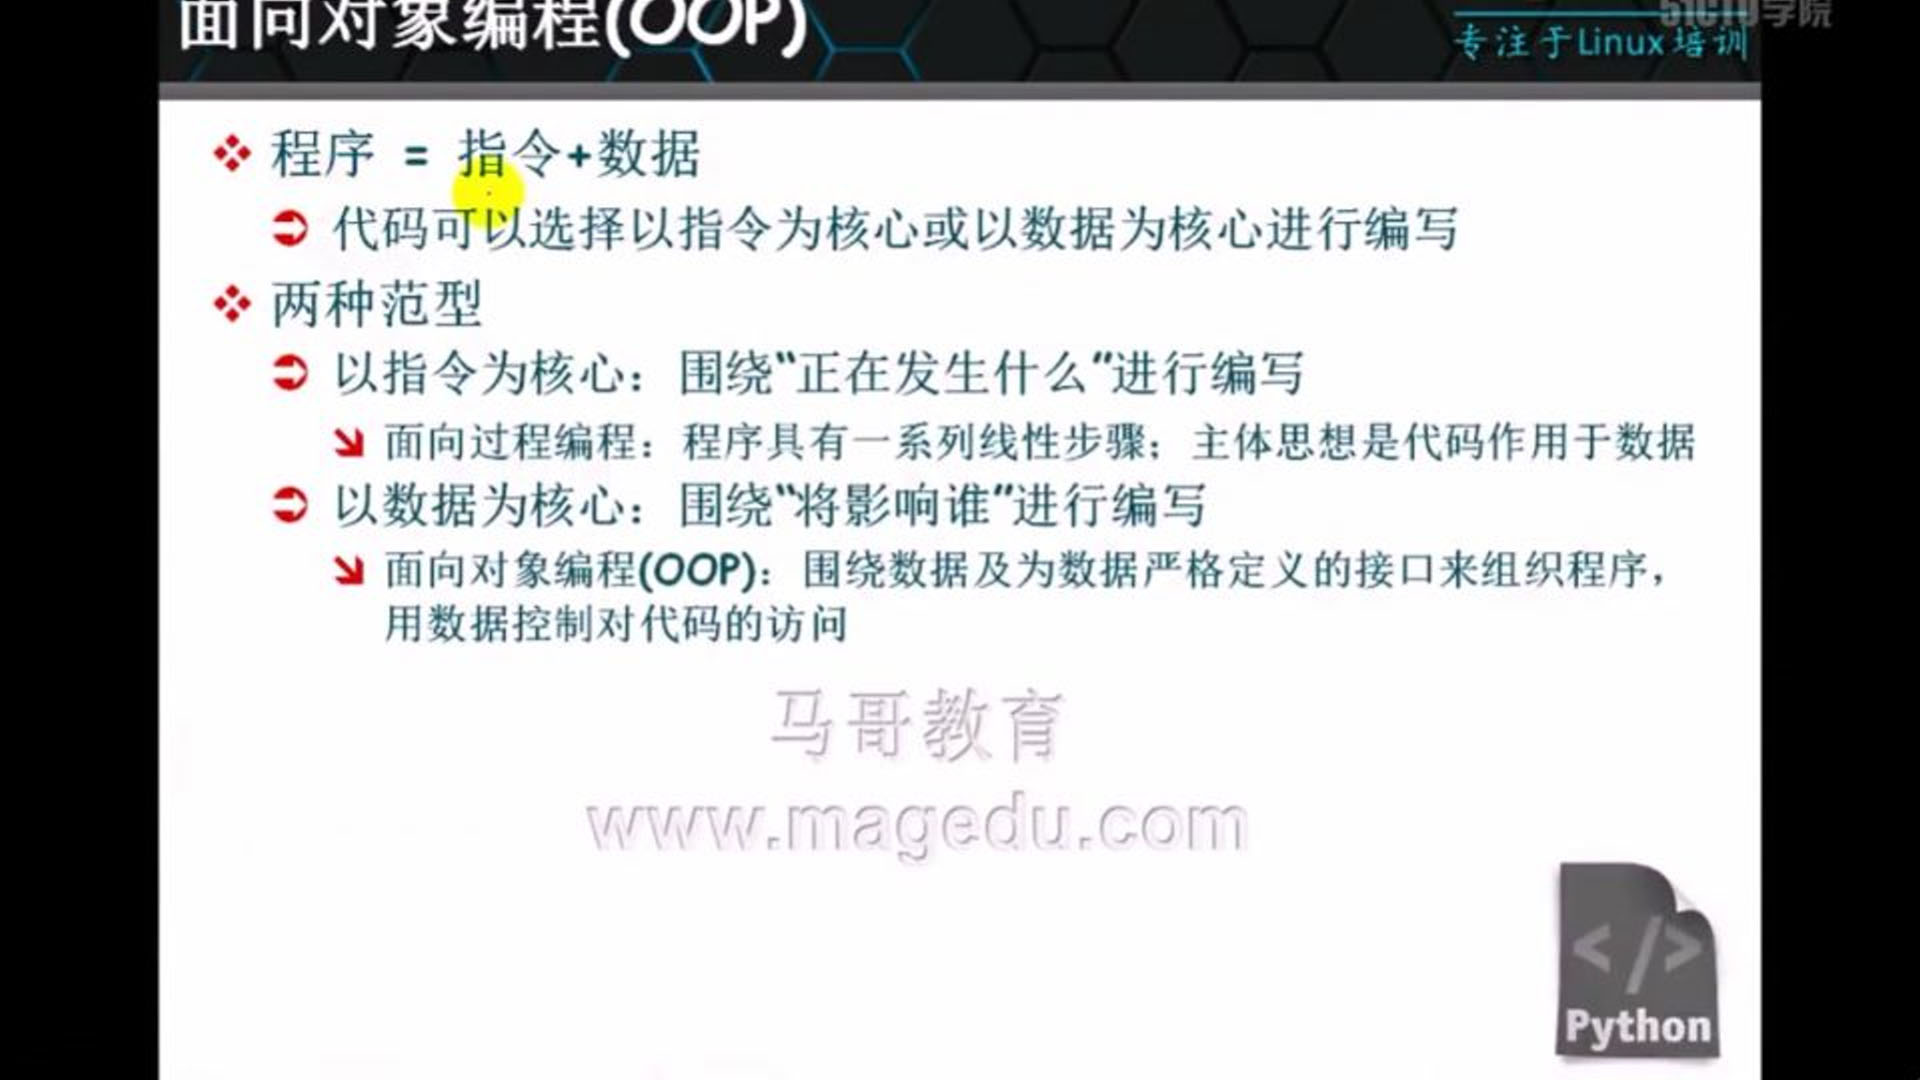 面向对象编程(OOP)
51CTO学院
专注于Linux培训
程序 = 指令+数据
代码可以选择以指令为核心或以数据为核心进行编写
两种范型
以指令为核心：围绕“正在发生什么”进行编写
面向过程编程：程序具有一系列线性步骤；主体思想是代码作用于数据
以数据为核心：围绕“将影响谁”进行编写
面向对象编程(OOP)：围绕数据及为数据严格定义的接口来组织程序，
用数据控制对代码的访问
马哥教育
www.magedu.com
</>
Python